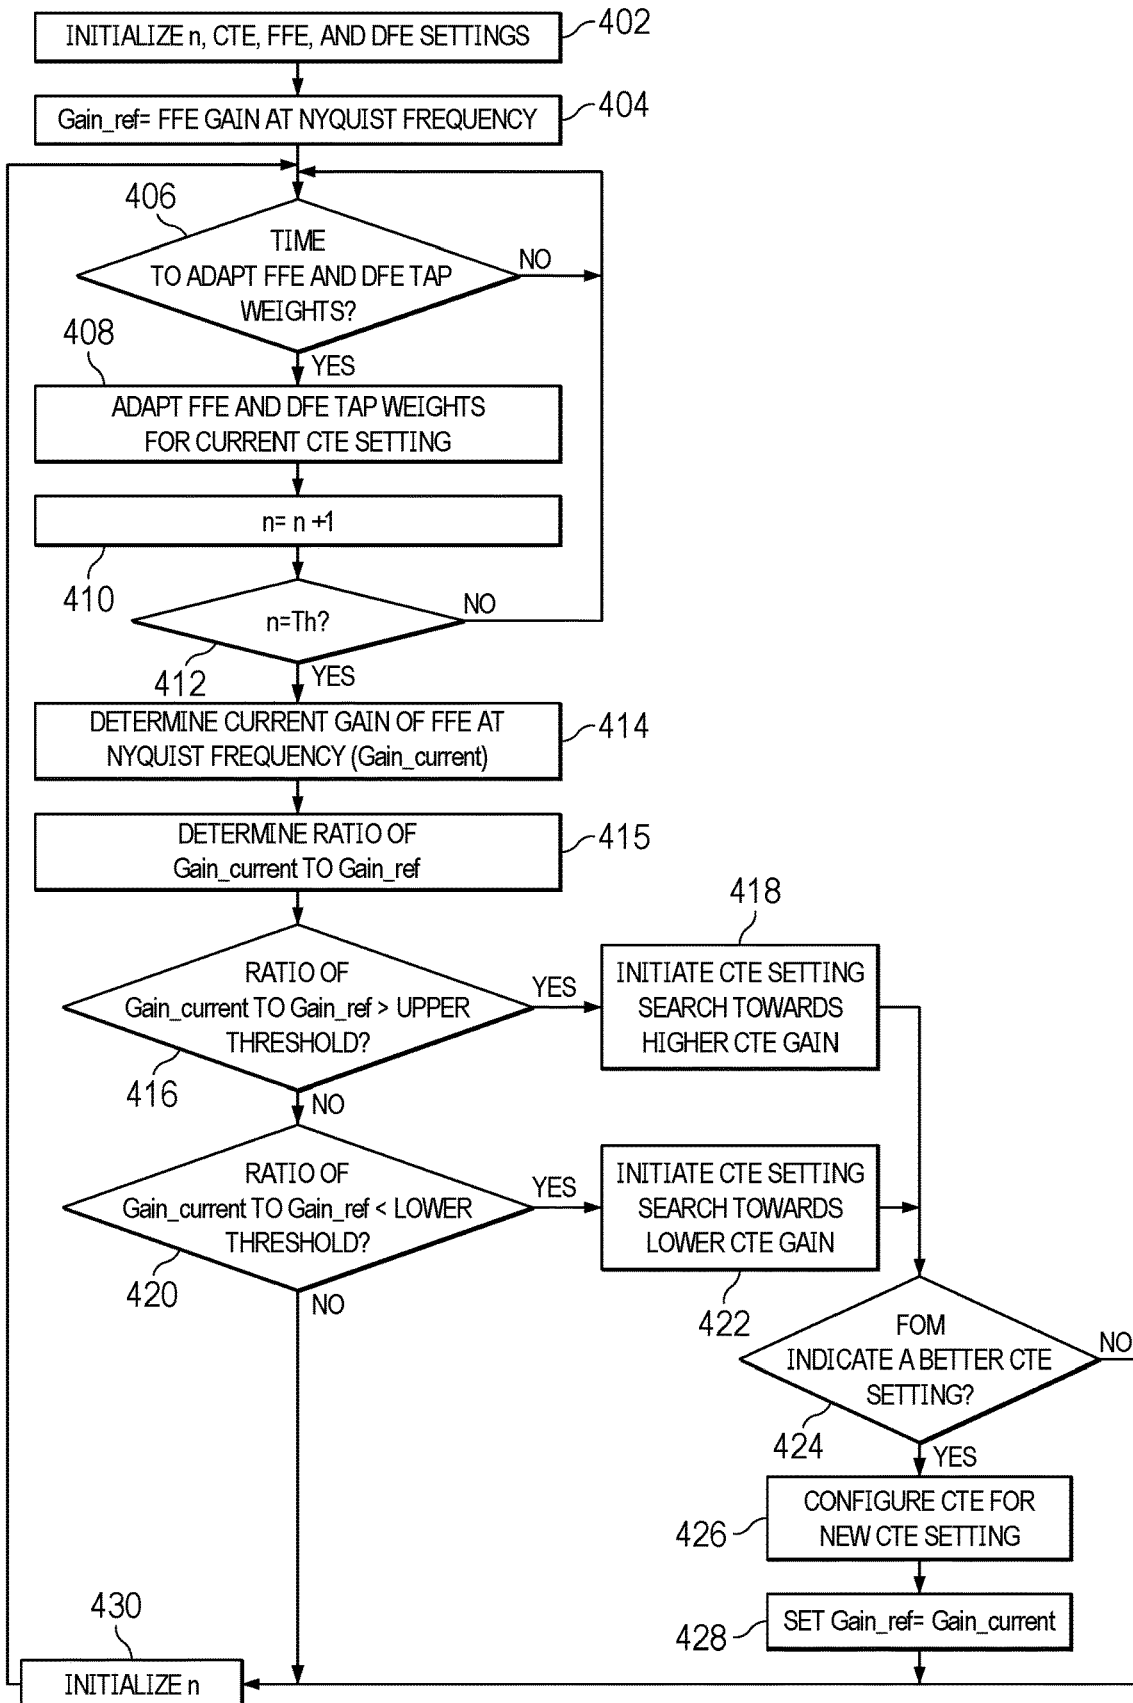 INITIALIZE n, CTE, FFE, AND DFE SETTINGS
402
Gain_ref= FFE GAIN AT NYQUIST FREQUENCY
404
406
TIME
TO ADAPT FFE AND DFE TAP
WEIGHTS?
NO
YES
408
ADAPT FFE AND DFE TAP WEIGHTS
FOR CURRENT CTE SETTING
n= n +1
410
n=Th?
NO
412
YES
DETERMINE CURRENT GAIN OF FFE AT
NYQUIST FREQUENCY (Gain_current)
414
DETERMINE RATIO OF
Gain_current TO Gain_ref
415
RATIO OF
Gain_current TO Gain_ref > UPPER
THRESHOLD?
416
YES
NO
418
INITIATE CTE SETTING
SEARCH TOWARDS
HIGHER CTE GAIN
RATIO OF
Gain_current TO Gain_ref < LOWER
THRESHOLD?
420
YES
NO
INITIATE CTE SETTING
SEARCH TOWARDS
LOWER CTE GAIN
422
FOM
INDICATE A BETTER CTE
SETTING?
NO
424
YES
CONFIGURE CTE FOR
NEW CTE SETTING
426
SET Gain_ref= Gain_current
428
430
INITIALIZE n